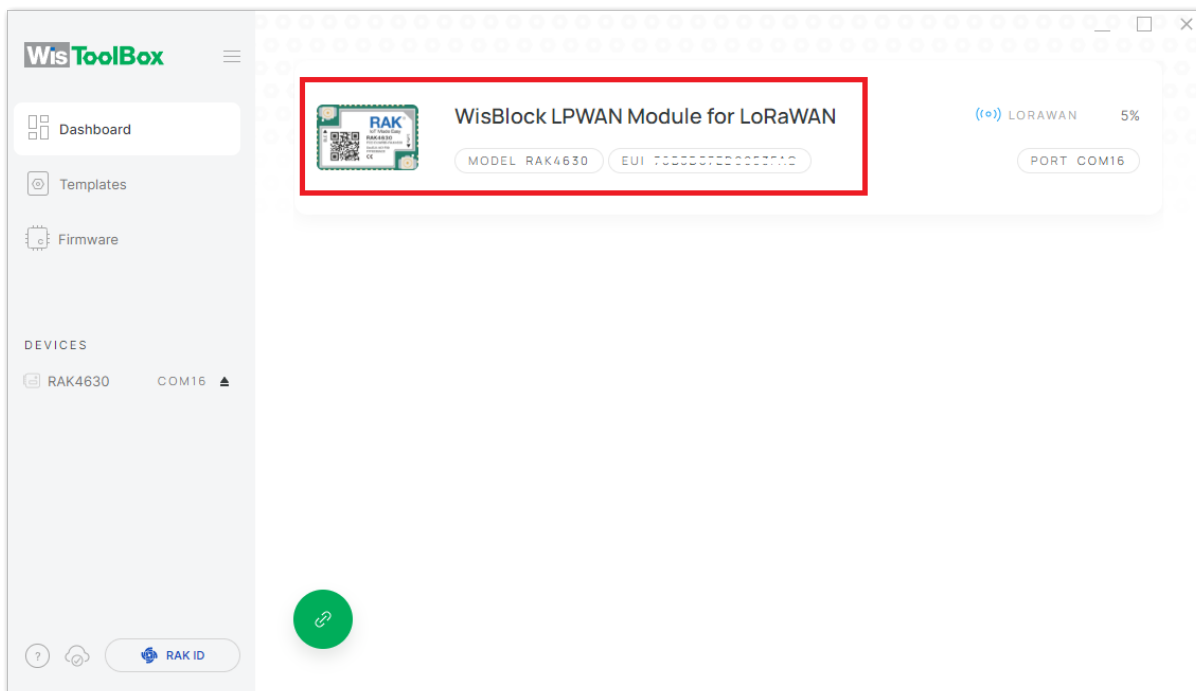 WisToolBox
Dashboard
Templates
Firmware
DEVICES
RAK4630 COM16
RAK ID
RAK
RAK4630
WisBlock LPWAN Module for LoRaWAN
MODEL RAK4630
EUI
LORAWAN 5%
PORT COM16